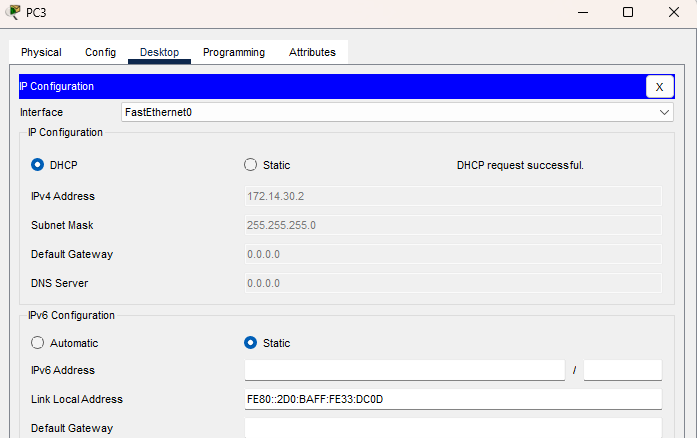 PC3
Physical Config Desktop Programming Attributes
IP Configuration X
Interface FastEthernet0
IP Configuration
DHCP Static DHCP request successful.
IPv4 Address 172.14.30.2
Subnet Mask 255.255.255.0
Default Gateway 0.0.0.0
DNS Server 0.0.0.0
IPv6 Configuration
Automatic Static
IPv6 Address /
Link Local Address FE80::2D0:BAFF:FE33:DC0D
Default Gateway